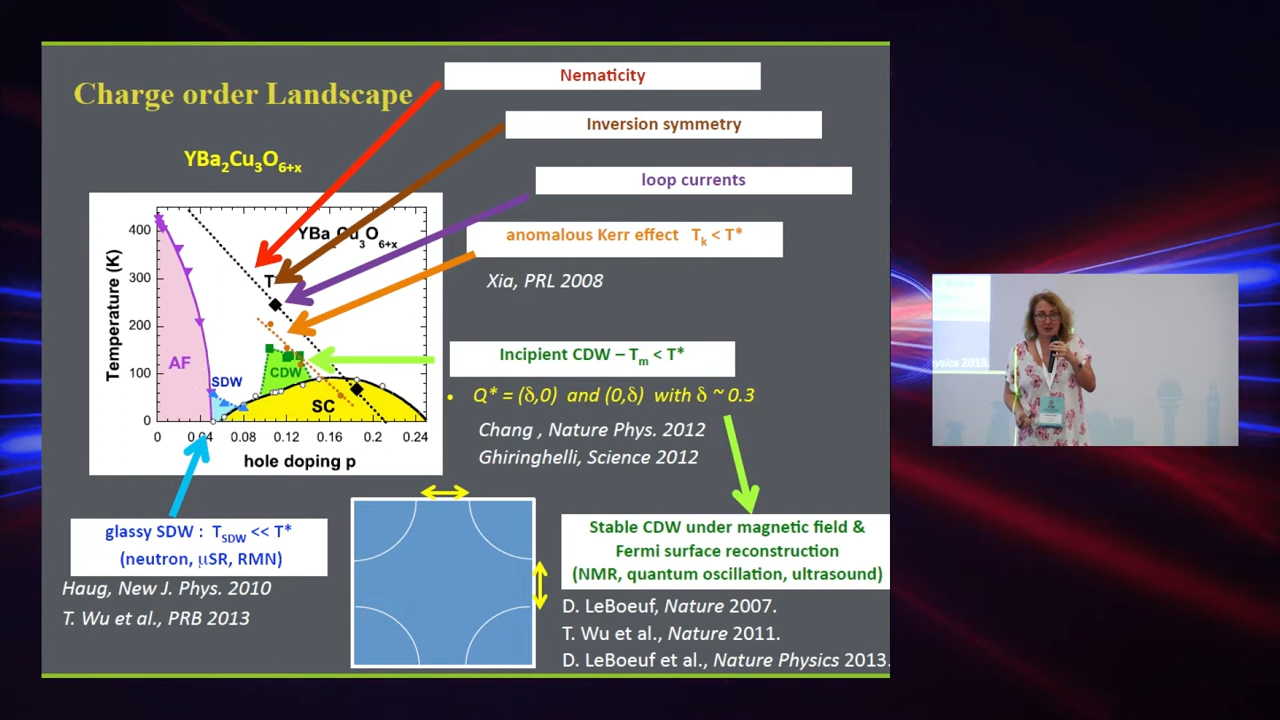 Charge order Landscape
Nematicity
Inversion symmetry
YBa2Cu3O6+x
loop currents
anomalous Kerr effect Tk < T*
Xia, PRL 2008
YBa2Cu3O6+x
T*
AF
SDW
CDW
SC
Temperature (K)
400
300
200
100
0
0 0.04 0.08 0.12 0.16 0.2 0.24
hole doping p
Incipient CDW – Tm < T*
• Q* = (δ,0) and (0,δ) with δ ~ 0.3
Chang , Nature Phys. 2012
Ghiringhelli, Science 2012
glassy SDW : TSDW << T*
(neutron, μSR, RMN)
Haug, New J. Phys. 2010
T. Wu et al., PRB 2013
Stable CDW under magnetic field &
Fermi surface reconstruction
(NMR, quantum oscillation, ultrasound)
D. LeBoeuf, Nature 2007.
T. Wu et al., Nature 2011.
D. LeBoeuf et al., Nature Physics 2013.
hysics 2013.